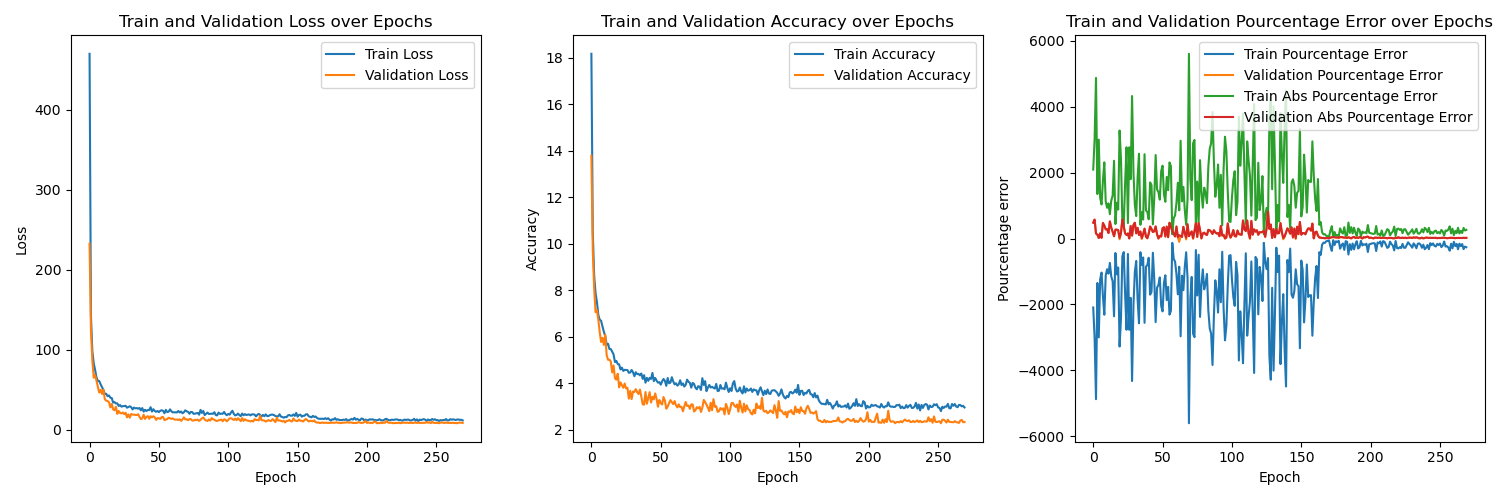 Train and Validation Loss over Epochs
Train Loss
Validation Loss
Loss
400
300
200
100
0
0 50 100 150 200 250
Epoch
Train and Validation Accuracy over Epochs
Train Accuracy
Validation Accuracy
Accuracy
18
16
14
12
10
8
6
4
2
0 50 100 150 200 250
Epoch
Train and Validation Pourcentage Error over Epochs
Train Pourcentage Error
Validation Pourcentage Error
Train Abs Pourcentage Error
Validation Abs Pourcentage Error
Pourcentage error
6000
4000
2000
0
−2000
−4000
−6000
0 50 100 150 200 250
Epoch